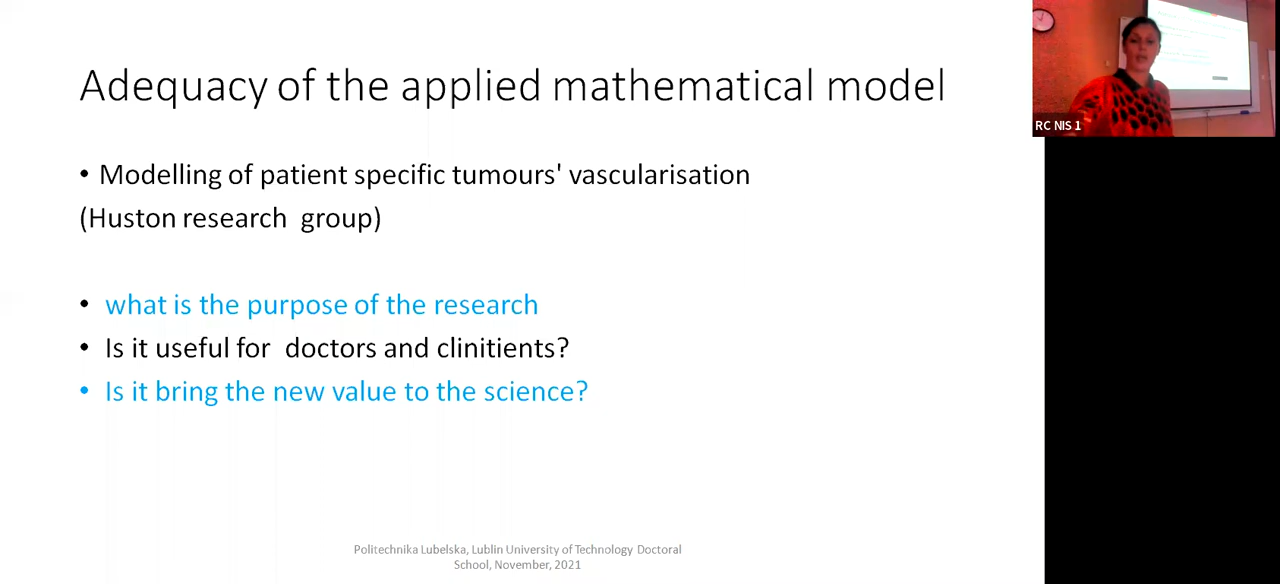 Adequacy of the applied mathematical model
• Modelling of patient specific tumours' vascularisation
(Huston research group)
• what is the purpose of the research
• Is it useful for doctors and clinitients?
• Is it bring the new value to the science?
Politechnika Lubelska, Lublin University of Technology Doctoral
School, November, 2021
RC NIS 1